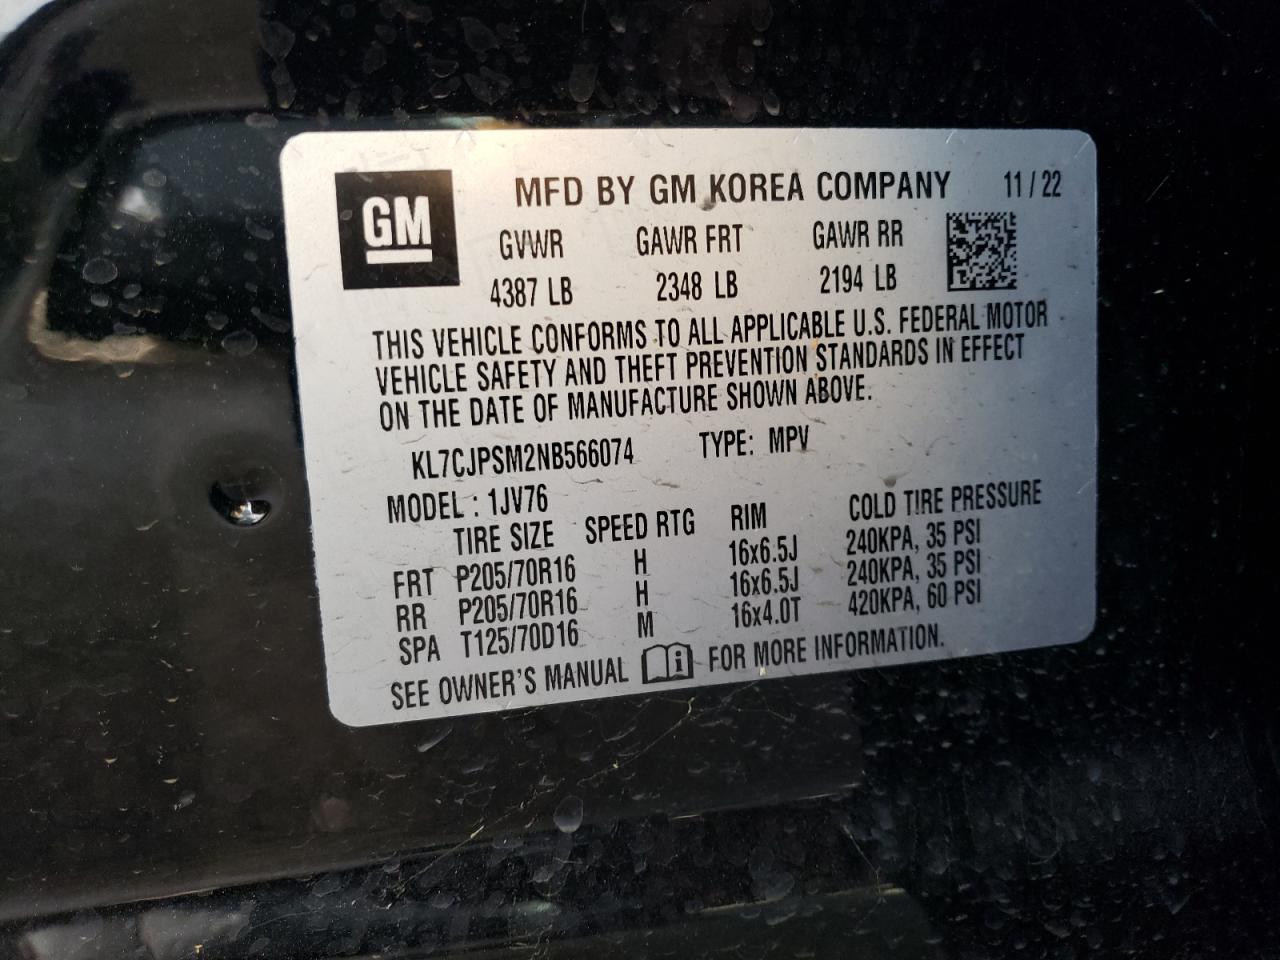 GM MFD BY GM KOREA COMPANY 11 / 22
GVWR GAWR FRT GAWR RR
4387 LB 2348 LB 2194 LB
THIS VEHICLE CONFORMS TO ALL APPLICABLE U.S. FEDERAL MOTOR
VEHICLE SAFETY AND THEFT PREVENTION STANDARDS IN EFFECT
ON THE DATE OF MANUFACTURE SHOWN ABOVE.
KL7CJPSM2NB566074 TYPE: MPV
MODEL : 1JV76
TIRE SIZE SPEED RTG RIM COLD TIRE PRESSURE
FRT P205/70R16 H 16x6.5J 240KPA, 35 PSI
RR P205/70R16 H 16x6.5J 240KPA, 35 PSI
SPA T125/70D16 M 16x4.0T 420KPA, 60 PSI
SEE OWNER'S MANUAL i FOR MORE INFORMATION.